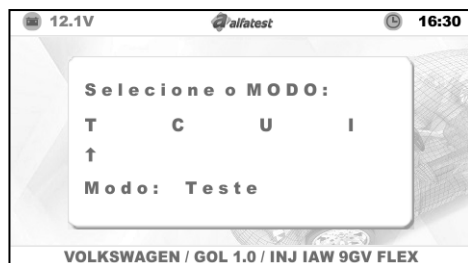 12.1V alfatest 16:30
Selecione o MODO:
T C U I
↑
Modo: Teste
VOLKSWAGEN / GOL 1.0 / INJ IAW 9GV FLEX